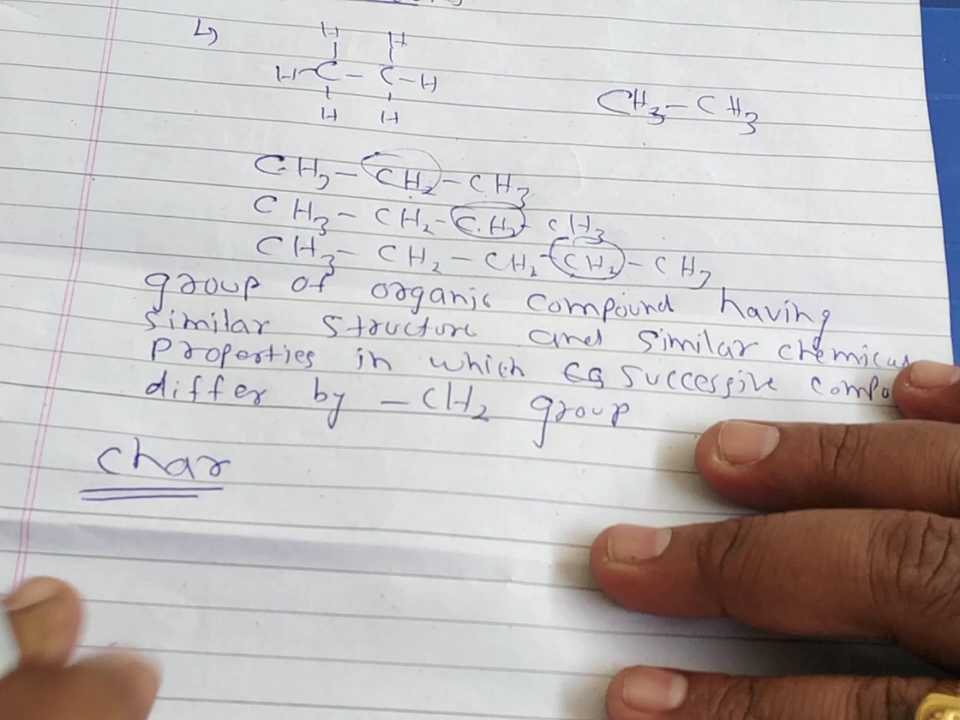 H H
H-C-C-H
H H
CH3-CH3
CH3-CH2-CH3
CH3-CH2-CH2-CH3
CH3-CH2-CH2-CH2-CH3
group of organic compound having
similar structure and similar chemical
properties in which successive compo
differ by -CH2 group
Char